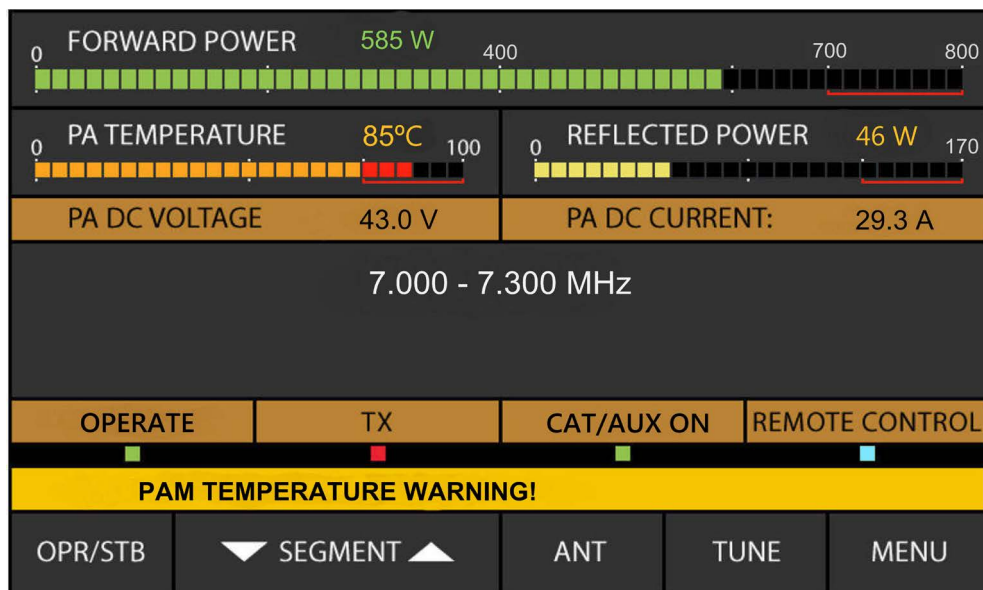 FORWARD POWER 585 W
0 400 700 800
PA TEMPERATURE 85ºC
0 100
REFLECTED POWER 46 W
0 170
PA DC VOLTAGE 43.0 V
PA DC CURRENT: 29.3 A
7.000 - 7.300 MHz
OPERATE TX CAT/AUX ON REMOTE CONTROL
PAM TEMPERATURE WARNING!
OPR/STB SEGMENT ANT TUNE MENU